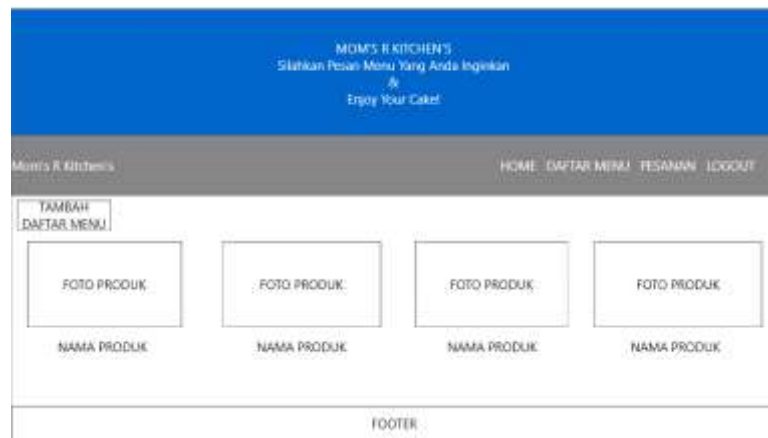 MOM'S R KITCHEN'S
Silahkan Pesan Menu Yang Anda Inginkan
&
Enjoy Your Cake!
Mom's R Kitchen's
HOME DAFTAR MENU PESANAN LOGOUT
TAMBAH
DAFTAR MENU
FOTO PRODUK FOTO PRODUK FOTO PRODUK FOTO PRODUK
NAMA PRODUK NAMA PRODUK NAMA PRODUK NAMA PRODUK
FOOTER